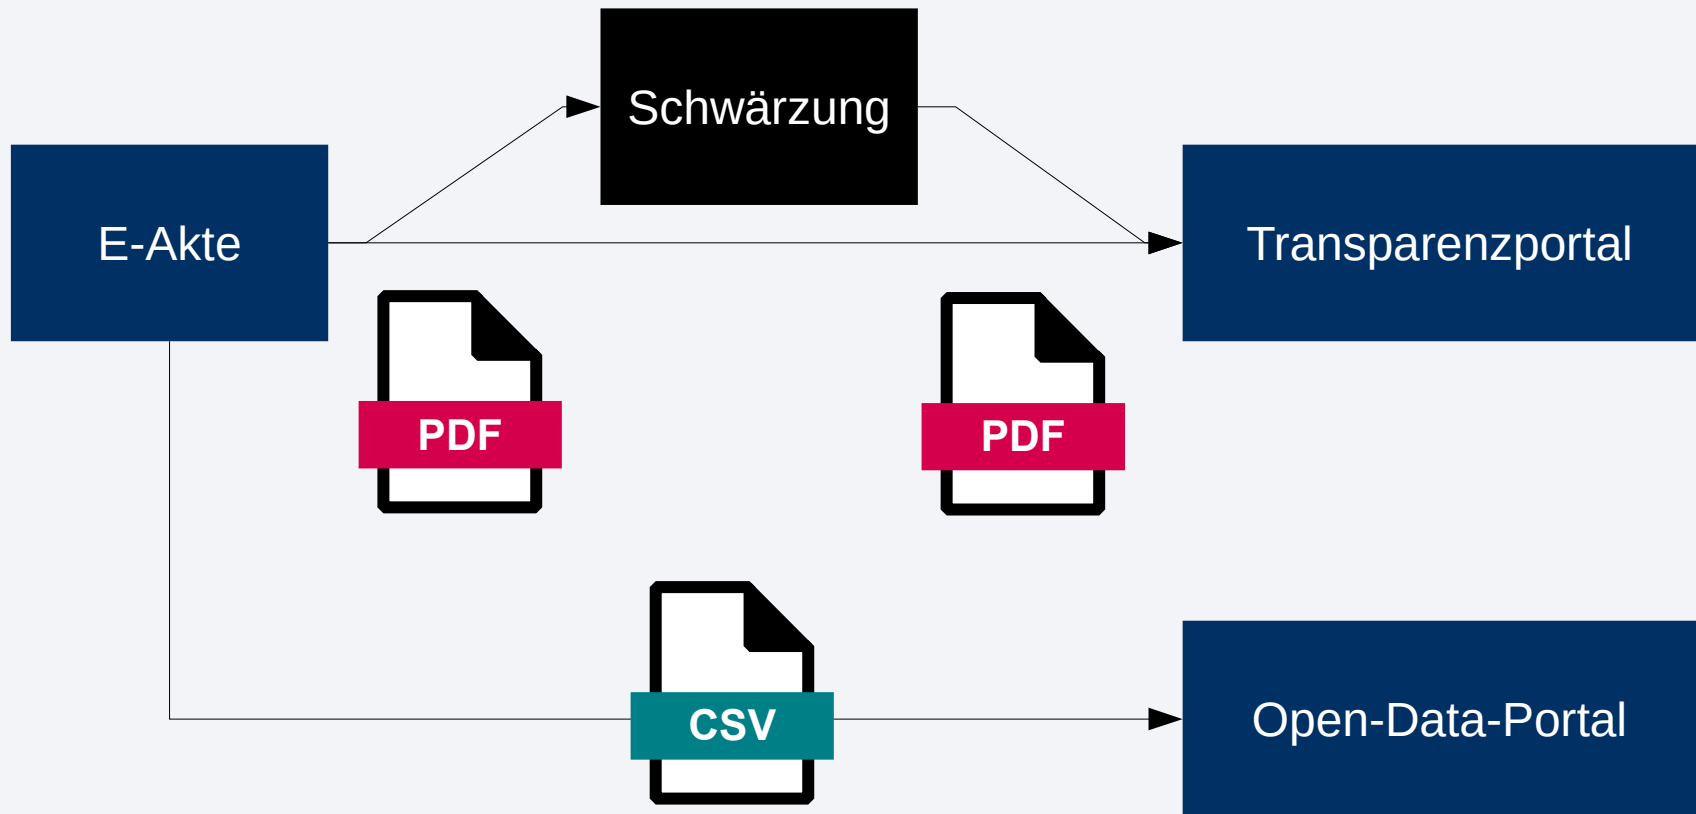 Schwärzung
E-Akte
Transparenzportal
PDF
PDF
CSV
Open-Data-Portal